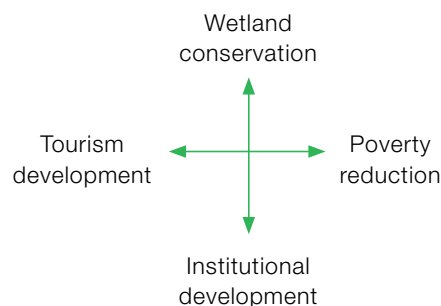 Wetland
conservation
Tourism
development
Poverty
reduction
Institutional
development